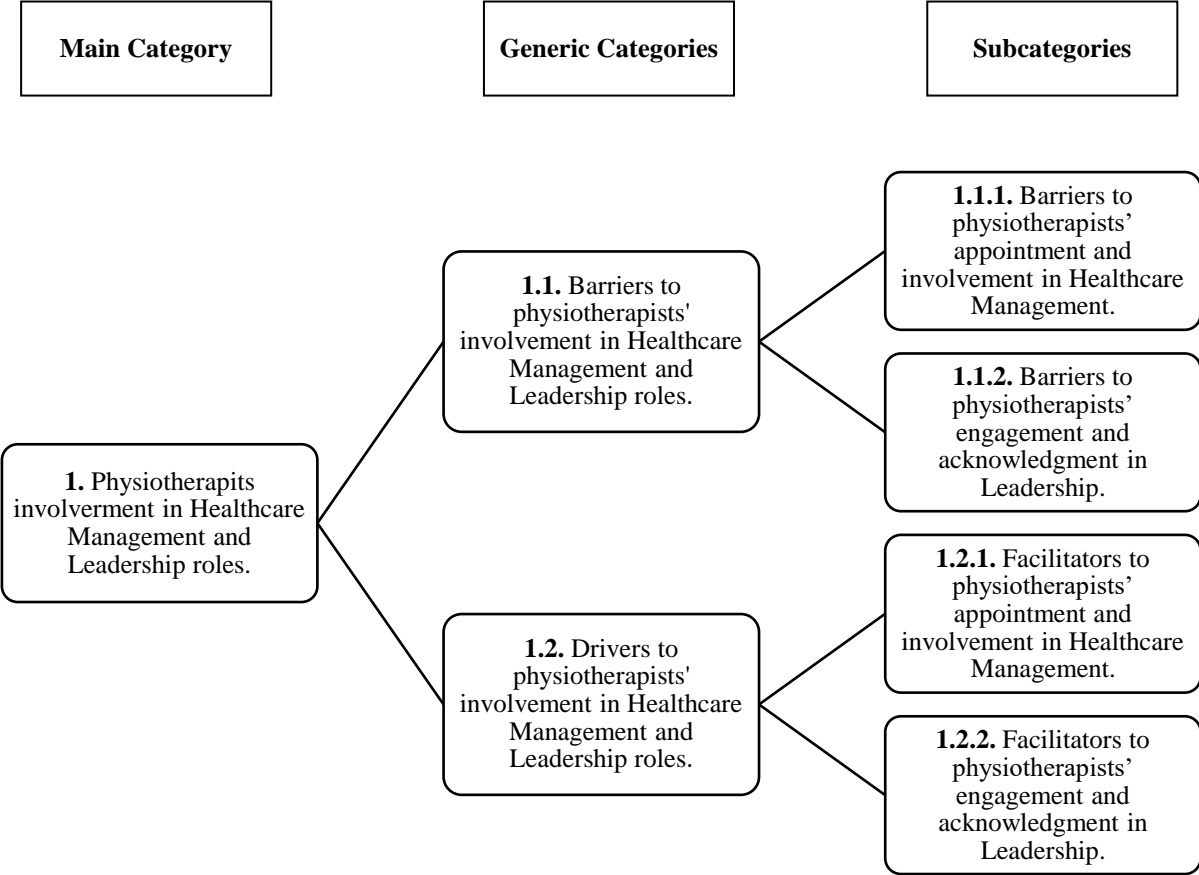 Main Category
Generic Categories
Subcategories
1. Physiotherapits
involverment in Healthcare
Management and
Leadership roles.
1.1. Barriers to
physiotherapists'
involvement in Healthcare
Management and
Leadership roles.
1.1.1. Barriers to
physiotherapists’
appointment and
involvement in Healthcare
Management.
1.1.2. Barriers to
physiotherapists’
engagement and
acknowledgment in
Leadership.
1.2. Drivers to
physiotherapists'
involvement in Healthcare
Management and
Leadership roles.
1.2.1. Facilitators to
physiotherapists’
appointment and
involvement in Healthcare
Management.
1.2.2. Facilitators to
physiotherapists’
engagement and
acknowledgment in
Leadership.